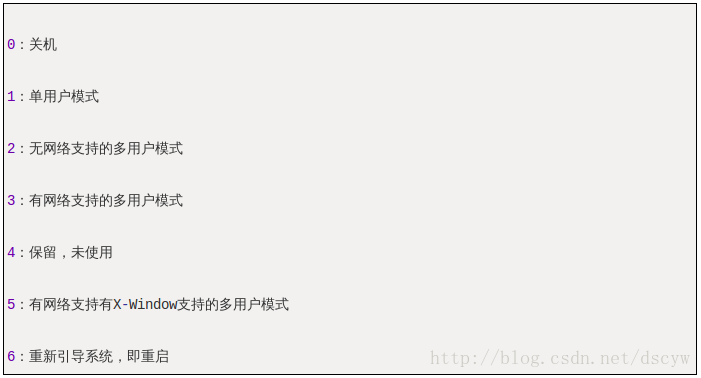 0：关机
1：单用户模式
2：无网络支持的多用户模式
3：有网络支持的多用户模式
4：保留，未使用
5：有网络支持有X-Window支持的多用户模式
6：重新引导系统，即重启
http://blog.csdn.net/dscyw